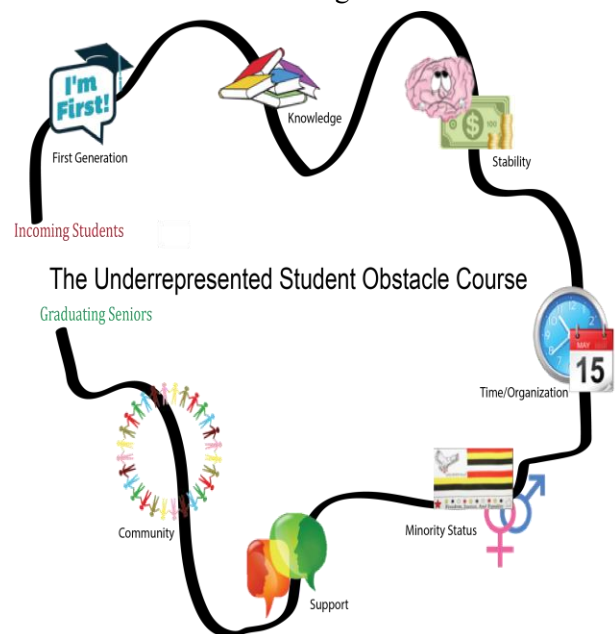 I'm
First!
First Generation
Knowledge
$
100
Stability
Incoming Students
The Underrepresented Student Obstacle Course
Graduating Seniors
MAY
15
Time/Organization
Minority Status
Community
Support